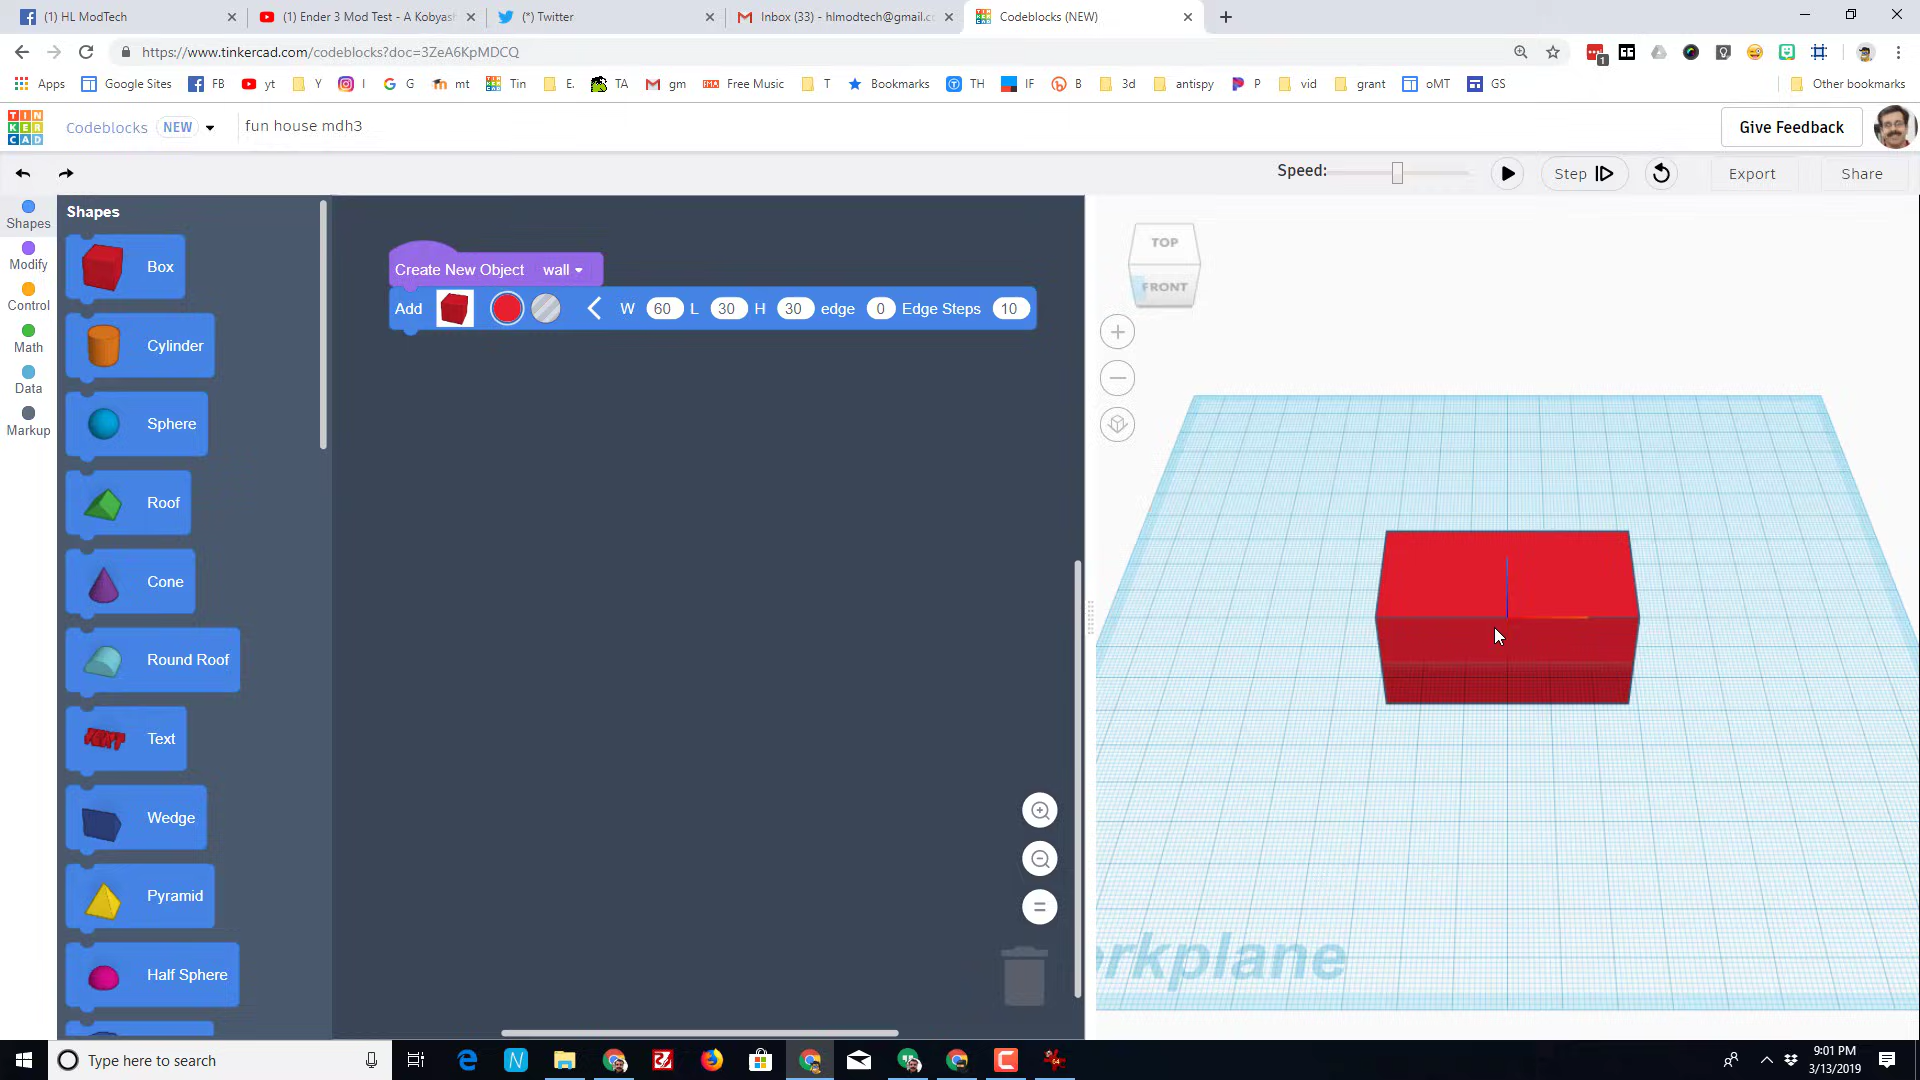 HL ModTech
(1) Ender 3 Mod Test - A Kobyash
(*) Twitter
Inbox (33) - hlmodtech@gmail.c
Codeblocks (NEW)
https://www.tinkercad.com/codeblocks?doc=3ZeA6KpMDCQ
1
Apps
Google Sites
FB
yt
Y
I
G
mt
Tin
E.
TA
gm
Free Music
T
Bookmarks
TH
IF
B
3d
antispy
P
vid
grant
oMT
GS
Other bookmarks
TIN
KER
CAD
Codeblocks NEW
fun house mdh3
Give Feedback
Speed:
Step
Export
Share
Shapes
Modify
Control
Math
Data
Markup
Shapes
Box
Cylinder
Sphere
Roof
Cone
Round Roof
Text
Wedge
Pyramid
Half Sphere
Create New Object wall
Add W 60 L 30 H 30 edge 0 Edge Steps 10
TOP
FRONT
orkplane
Type here to search
9:01 PM
3/13/2019